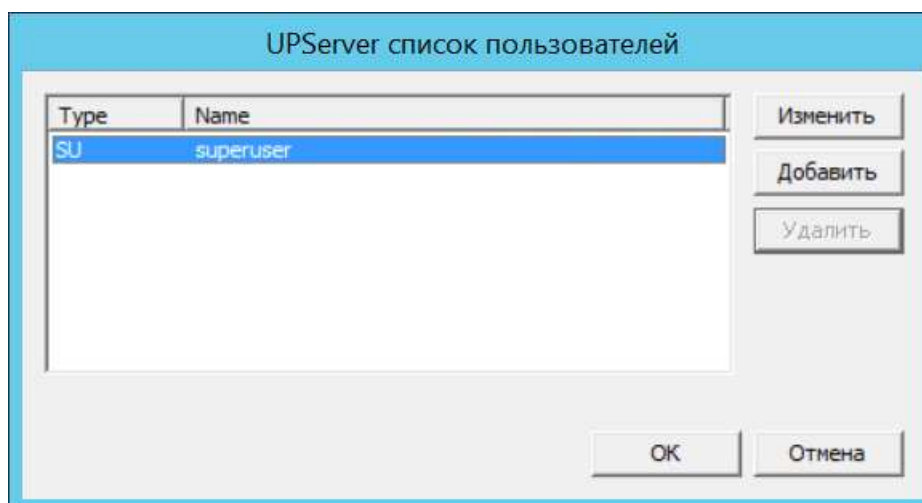 UPServer список пользователей
Type Name
SU superuser
Изменить
Добавить
Удалить
OK Отмена